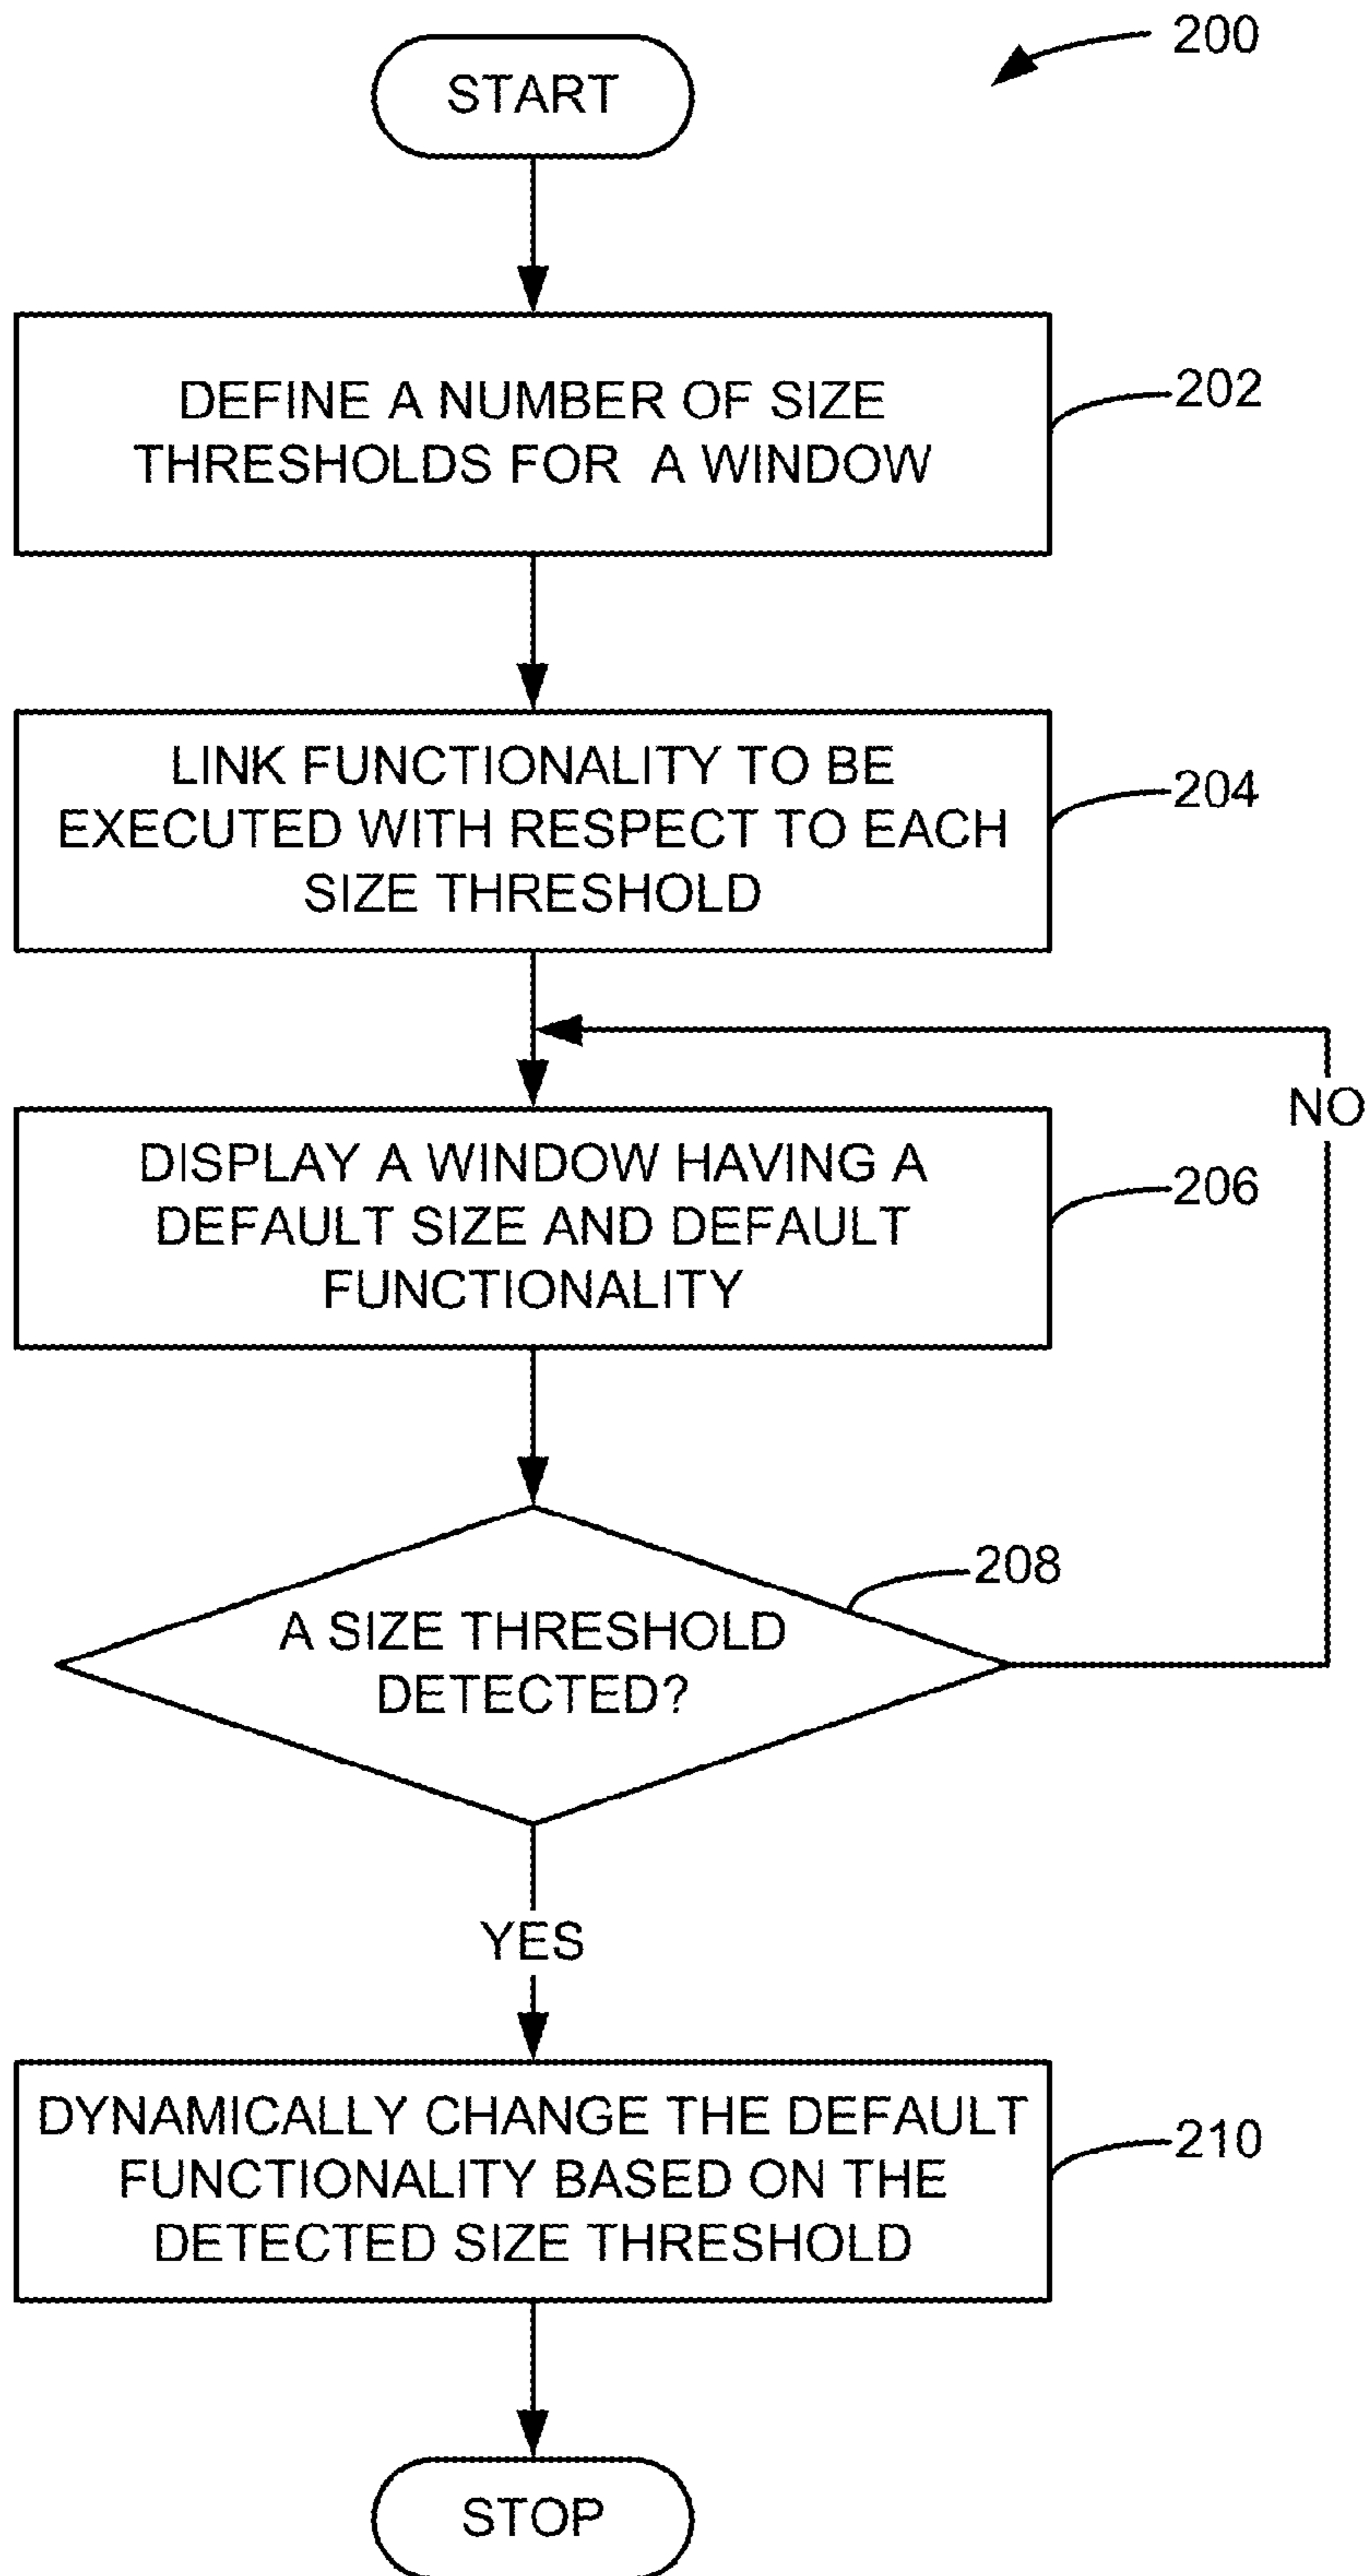 200
START
DEFINE A NUMBER OF SIZE
THRESHOLDS FOR A WINDOW
202
LINK FUNCTIONALITY TO BE
EXECUTED WITH RESPECT TO EACH
SIZE THRESHOLD
204
NO
DISPLAY A WINDOW HAVING A
DEFAULT SIZE AND DEFAULT
FUNCTIONALITY
206
A SIZE THRESHOLD
DETECTED?
208
YES
DYNAMICALLY CHANGE THE DEFAULT
FUNCTIONALITY BASED ON THE
DETECTED SIZE THRESHOLD
210
STOP